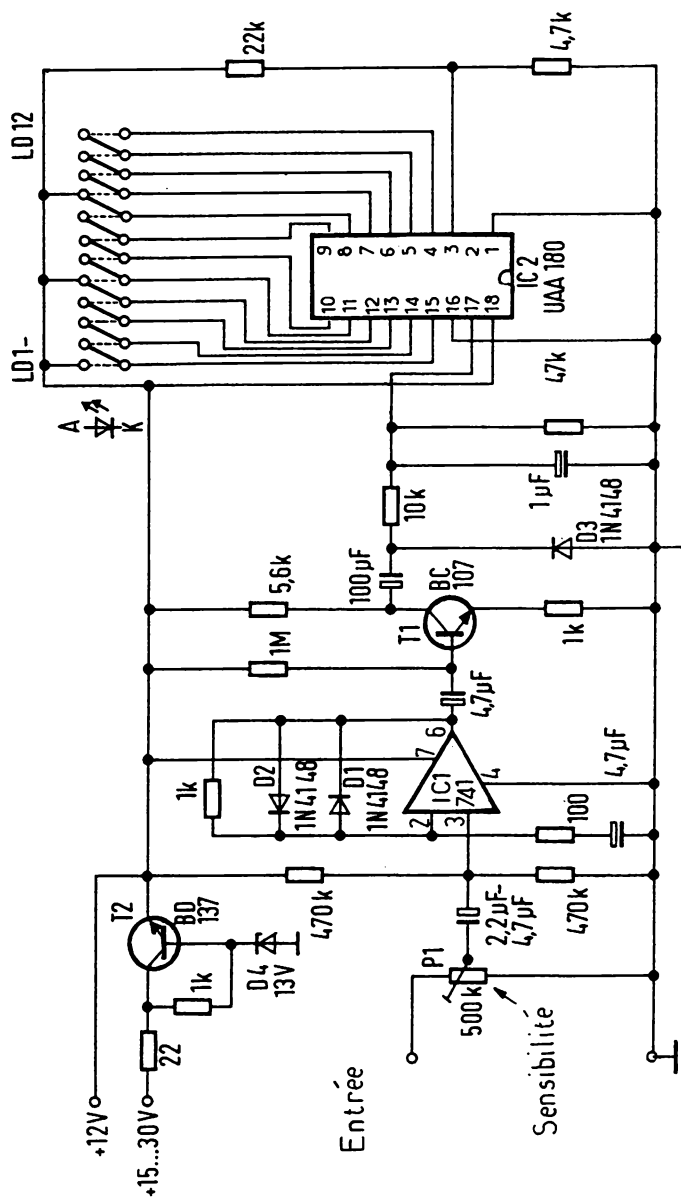 +12V
+15...30V
22
1k
T2
BD
137
D4
13V
470k
1k
D2
1N4148
D1
1N4148
1M
5,6k
100µF
T1
BC
107
10k
4,7µF
7
6
IC1
741
2
3
4
100
4,7µF
Entrée
P1
500k
Sensibilité
2,2µF-
4,7µF
470k
1k
D3
1N4148
1µF
47k
A
K
LD1-
LD12
22k
4,7k
10
11
12
13
14
15
16
17
18
9
8
7
6
5
4
3
2
1
IC2
UAA180